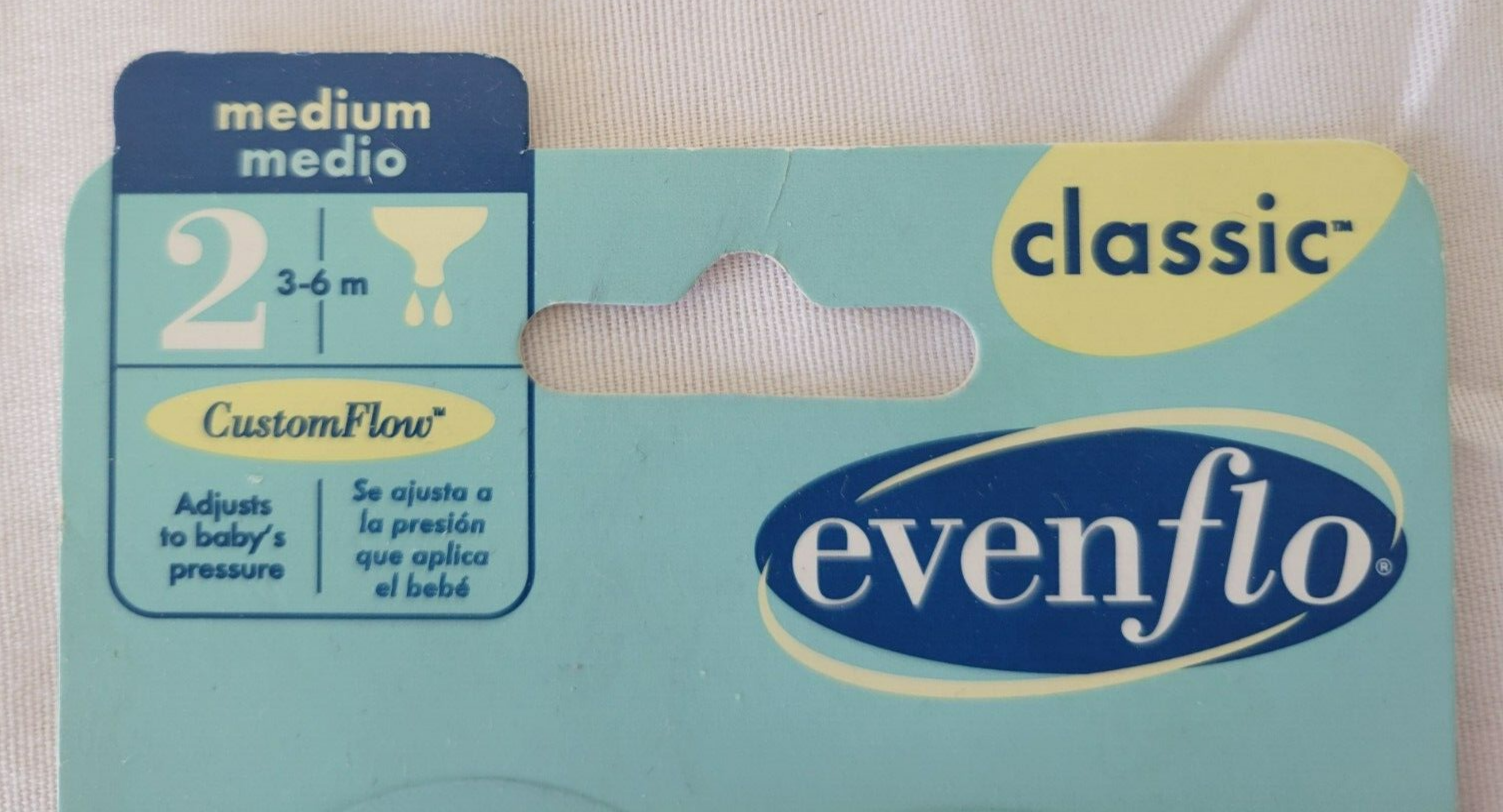 medium
medio
2
3-6 m
CustomFlow™
Adjusts
to baby's
pressure
Se ajusta a
la presión
que aplica
el bebé
classic™
evenflo®